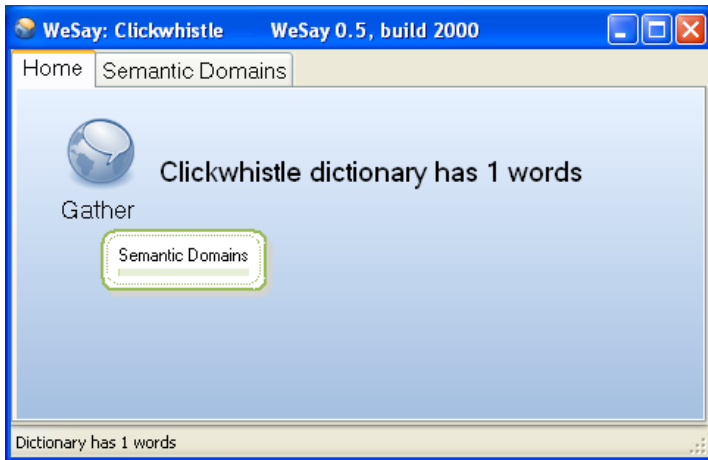 WeSay: Clickwhistle WeSay 0.5, build 2000
Home Semantic Domains
Clickwhistle dictionary has 1 words
Gather
Semantic Domains
Dictionary has 1 words